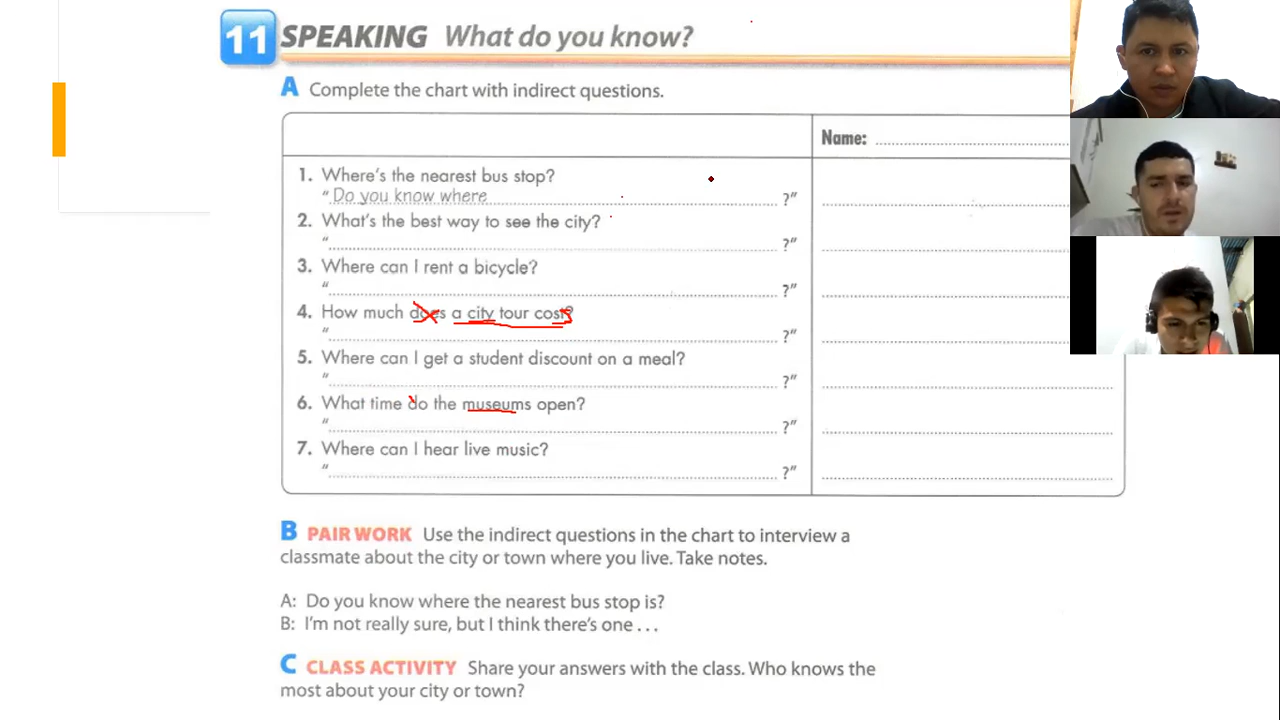 11 SPEAKING What do you know?
A Complete the chart with indirect questions.
Name:
1. Where's the nearest bus stop?
" Do you know where ?"
2. What's the best way to see the city?
" ?"
3. Where can I rent a bicycle?
" ?"
4. How much does a city tour cost?
" ?"
5. Where can I get a student discount on a meal?
" ?"
6. What time do the museums open?
" ?"
7. Where can I hear live music?
" ?"
B PAIR WORK Use the indirect questions in the chart to interview a
classmate about the city or town where you live. Take notes.
A: Do you know where the nearest bus stop is?
B: I'm not really sure, but I think there's one . . .
C CLASS ACTIVITY Share your answers with the class. Who knows the
most about your city or town?